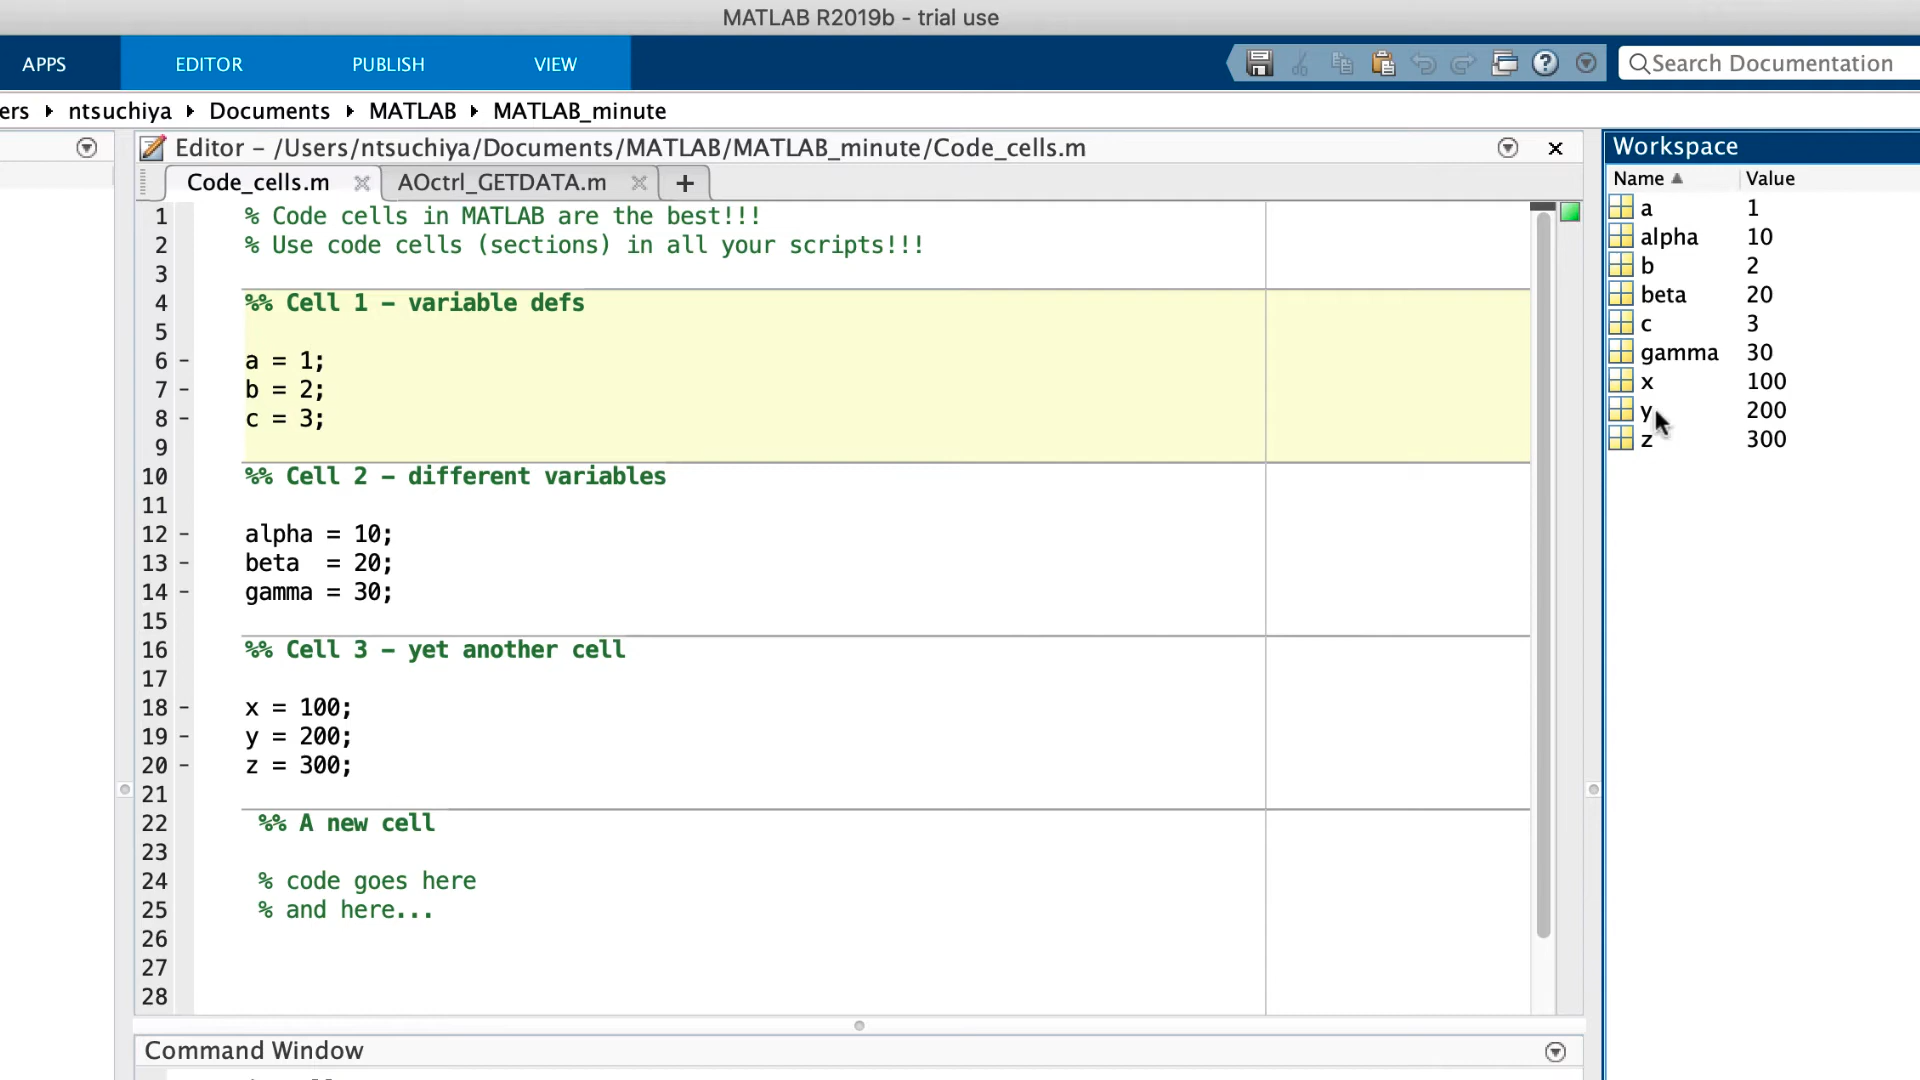 MATLAB R2019b - trial use
APPS EDITOR PUBLISH VIEW Search Documentation
ers ▸ ntsuchiya ▸ Documents ▸ MATLAB ▸ MATLAB_minute
Editor – /Users/ntsuchiya/Documents/MATLAB/MATLAB_minute/Code_cells.m
Code_cells.m AOctrl_GETDATA.m +
1 % Code cells in MATLAB are the best!!!
2 % Use code cells (sections) in all your scripts!!!
3
4 %% Cell 1 – variable defs
5
6 – a = 1;
7 – b = 2;
8 – c = 3;
9
10 %% Cell 2 – different variables
11
12 – alpha = 10;
13 – beta  = 20;
14 – gamma = 30;
15
16 %% Cell 3 – yet another cell
17
18 – x = 100;
19 – y = 200;
20 – z = 300;
21
22 %% A new cell
23
24 % code goes here
25 % and here...
26
27
28
Command Window
Workspace
Name Value
a 1
alpha 10
b 2
beta 20
c 3
gamma 30
x 100
y 200
z 300